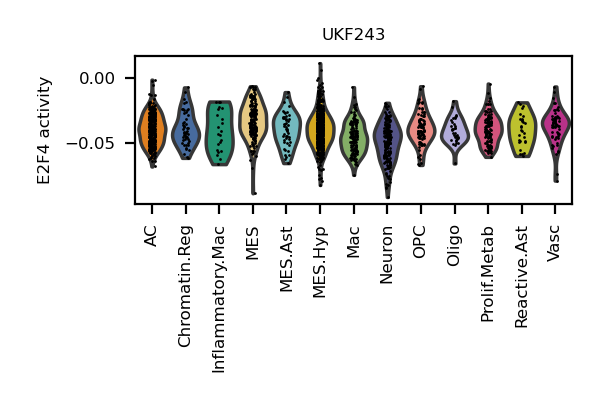 UKF243
E2F4 activity
0.00
−0.05
AC
Chromatin.Reg
Inflammatory.Mac
MES
MES.Ast
MES.Hyp
Mac
Neuron
OPC
Oligo
Prolif.Metab
Reactive.Ast
Vasc